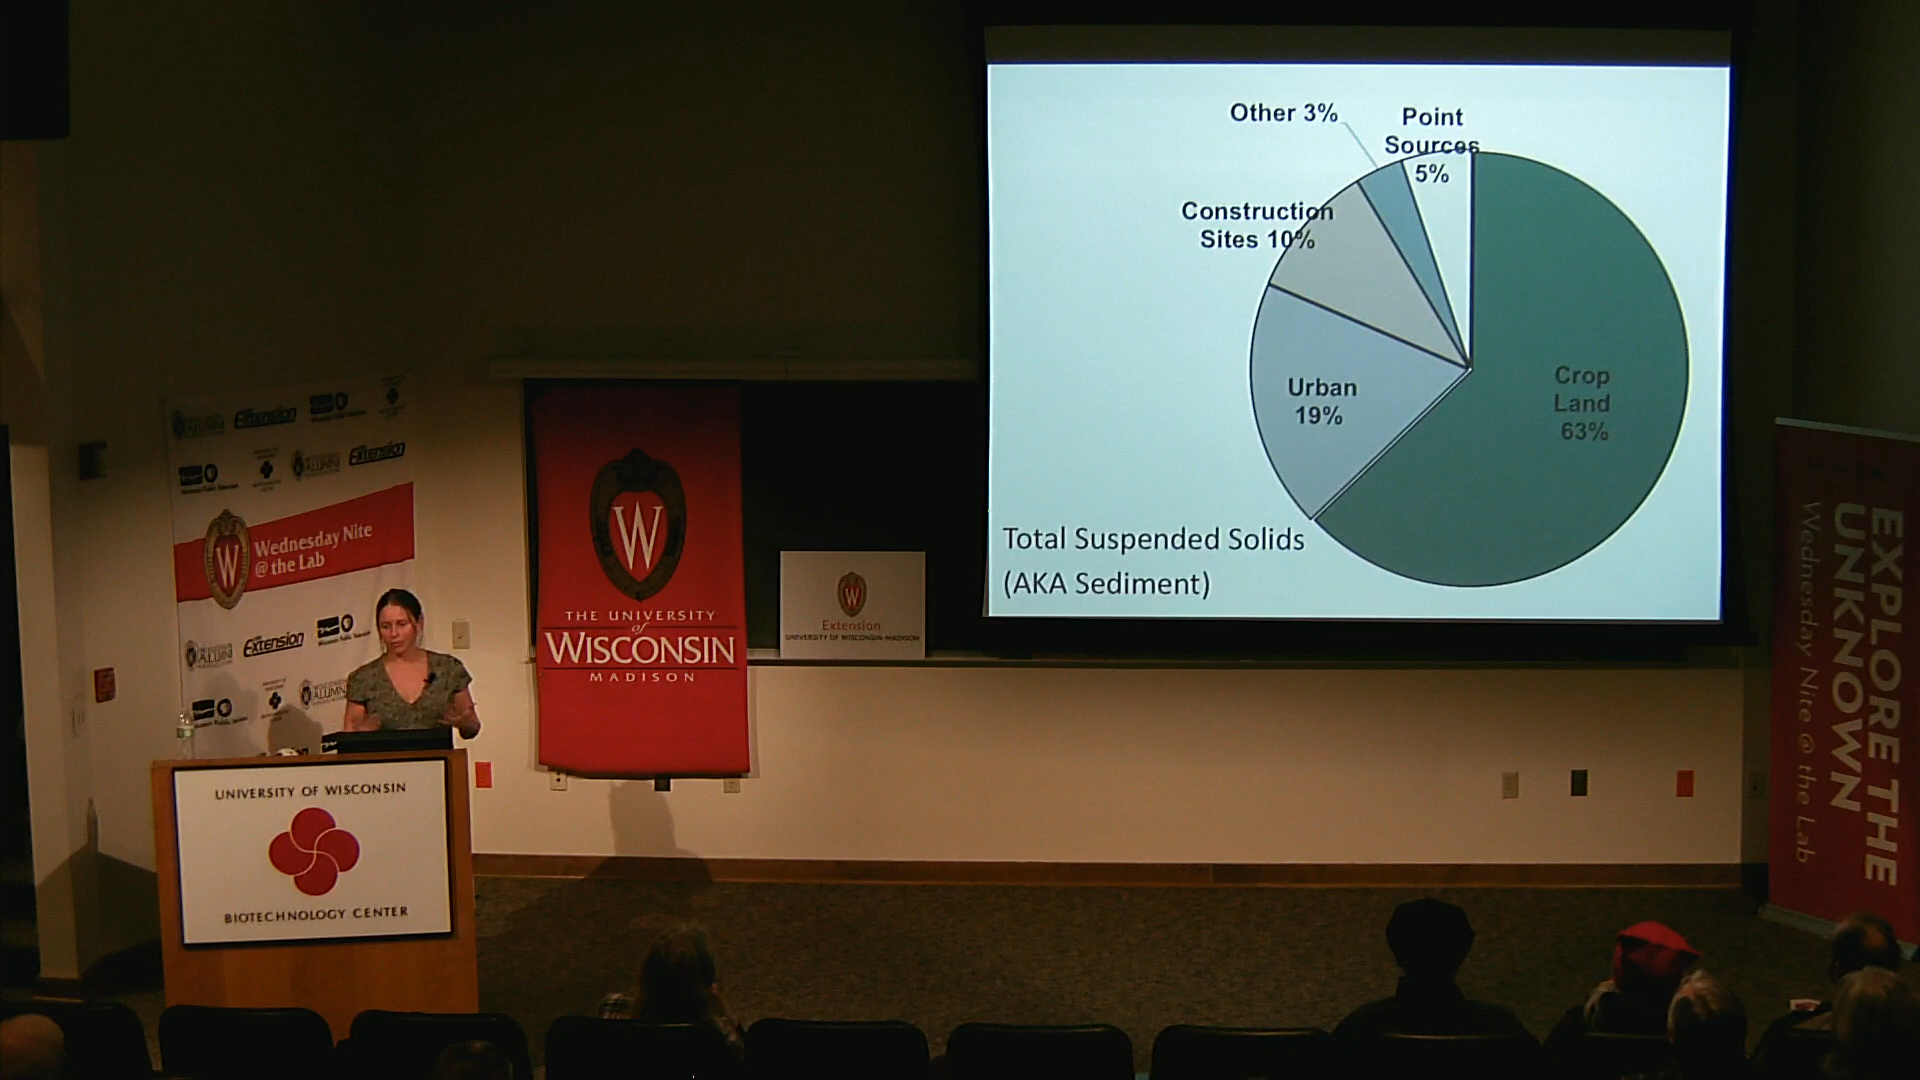 Other 3%
Point
Sources
5%
Construction
Sites 10%
Urban
19%
Crop
Land
63%
Total Suspended Solids
(AKA Sediment)
Extension
Extension
W
Wednesday Nite
@ the Lab
Extension
W
THE UNIVERSITY
of
WISCONSIN
MADISON
W
Extension
UNIVERSITY OF WISCONSIN-MADISON
UNIVERSITY OF WISCONSIN
BIOTECHNOLOGY CENTER
EXPLORE THE
UNKNOWN
Wednesday Nite @ the Lab